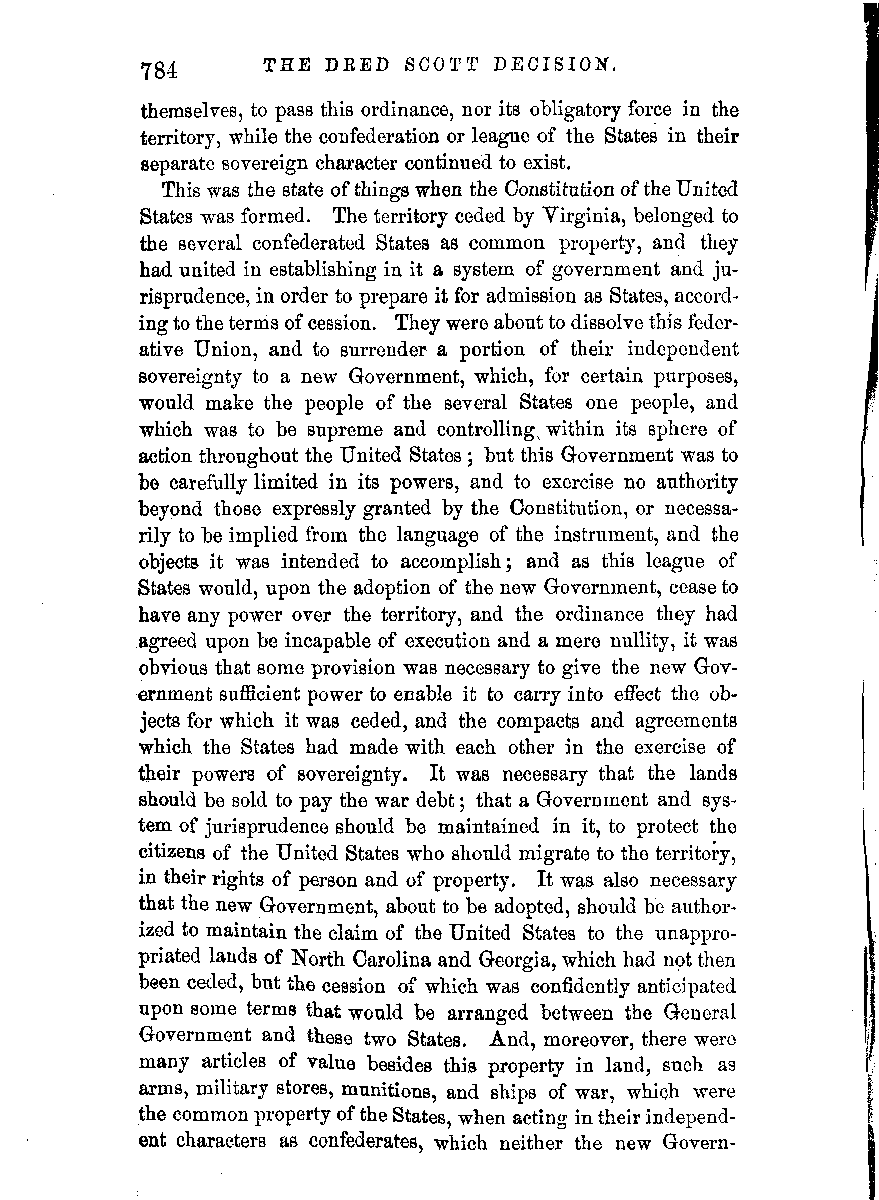 784 THE DRED SCOTT DECISION.
themselves, to pass this ordinance, nor its obligatory force in the
territory, while the confederation or league of the States in their
separate sovereign character continued to exist.
This was the state of things when the Constitution of the United
States was formed. The territory ceded by Virginia, belonged to
the several confederated States as common property, and they
had united in establishing in it a system of government and ju-
risprudence, in order to prepare it for admission as States, accord-
ing to the terms of cession. They were about to dissolve this feder-
ative Union, and to surrender a portion of their independent
sovereignty to a new Government, which, for certain purposes,
would make the people of the several States one people, and
which was to be supreme and controlling within its sphere of
action throughout the United States; but this Government was to
be carefully limited in its powers, and to exercise no authority
beyond those expressly granted by the Constitution, or necessa-
rily to be implied from the language of the instrument, and the
objects it was intended to accomplish; and as this league of
States would, upon the adoption of the new Government, cease to
have any power over the territory, and the ordinance they had
agreed upon be incapable of execution and a mere nullity, it was
obvious that some provision was necessary to give the new Gov-
ernment sufficient power to enable it to carry into effect the ob-
jects for which it was ceded, and the compacts and agreements
which the States had made with each other in the exercise of
their powers of sovereignty. It was necessary that the lands
should be sold to pay the war debt; that a Government and sys-
tem of jurisprudence should be maintained in it, to protect the
citizens of the United States who should migrate to the territory,
in their rights of person and of property. It was also necessary
that the new Government, about to be adopted, should be author-
ized to maintain the claim of the United States to the unappro-
priated lands of North Carolina and Georgia, which had not then
been ceded, but the cession of which was confidently anticipated
upon some terms that would be arranged between the General
Government and these two States. And, moreover, there were
many articles of value besides this property in land, such as
arms, military stores, munitions, and ships of war, which were
the common property of the States, when acting in their independ-
ent characters as confederates, which neither the new Govern-